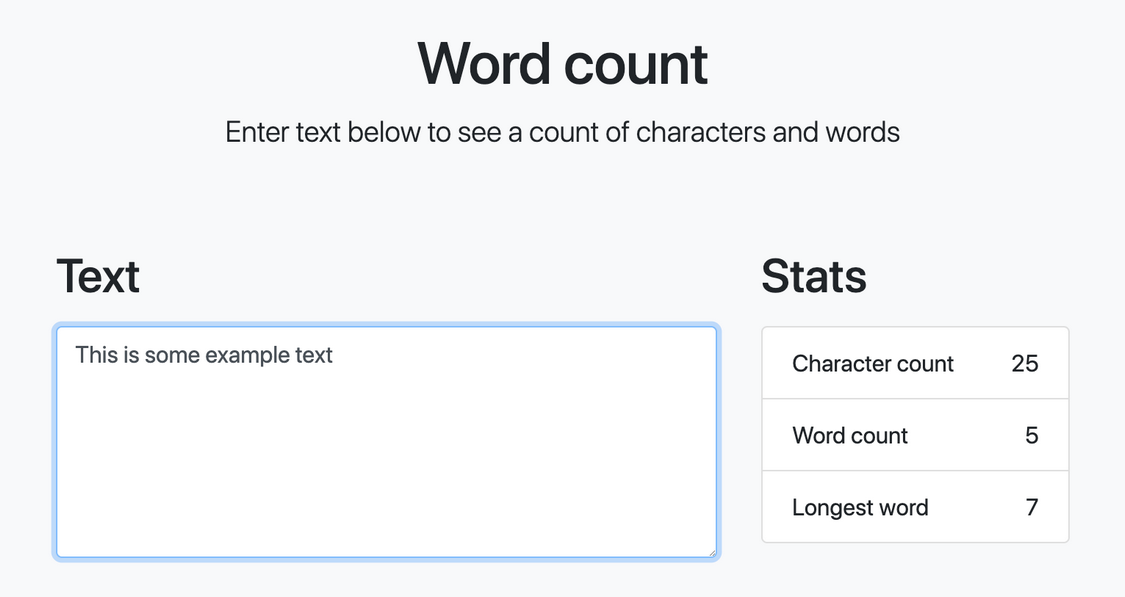 Word count
Enter text below to see a count of characters and words
Text
Stats
This is some example text
Character count 25
Word count 5
Longest word 7